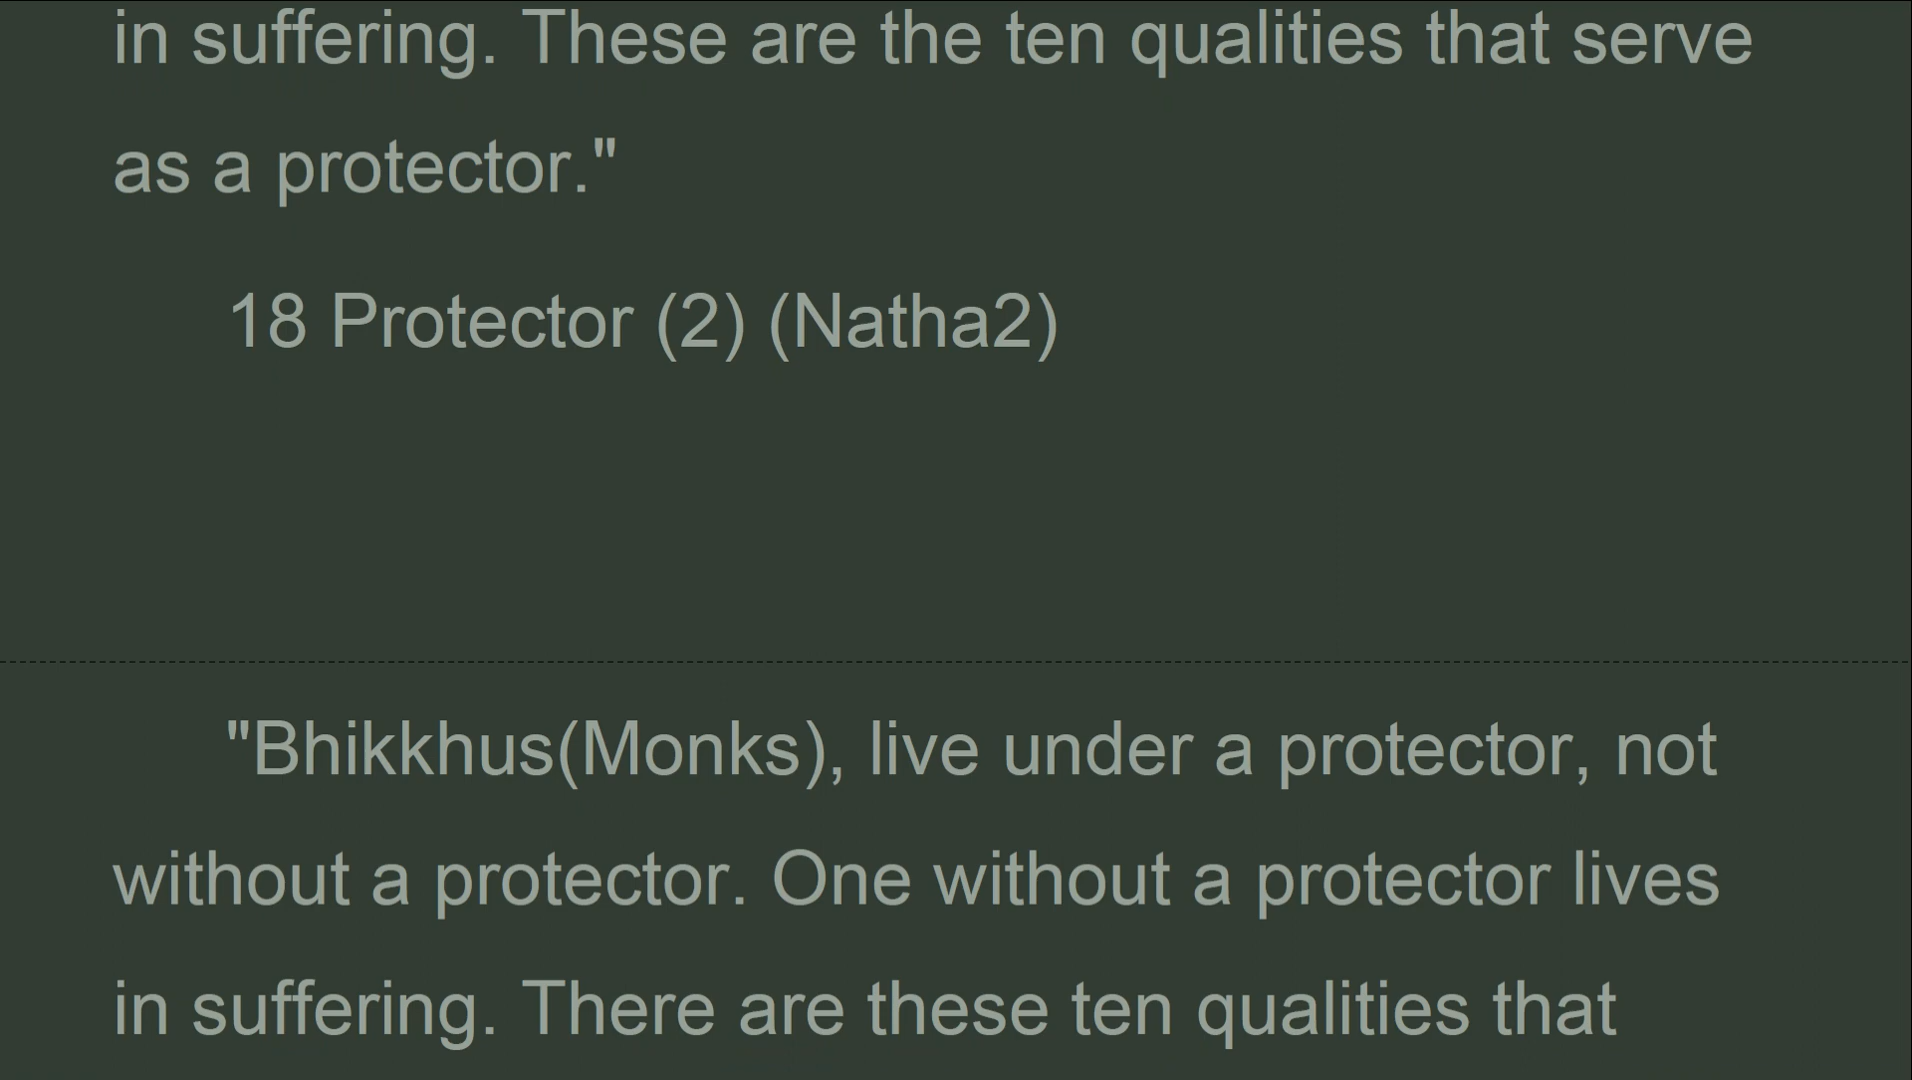 in suffering. These are the ten qualities that serve
as a protector."
18 Protector (2) (Natha2)
"Bhikkhus(Monks), live under a protector, not
without a protector. One without a protector lives
in suffering. There are these ten qualities that